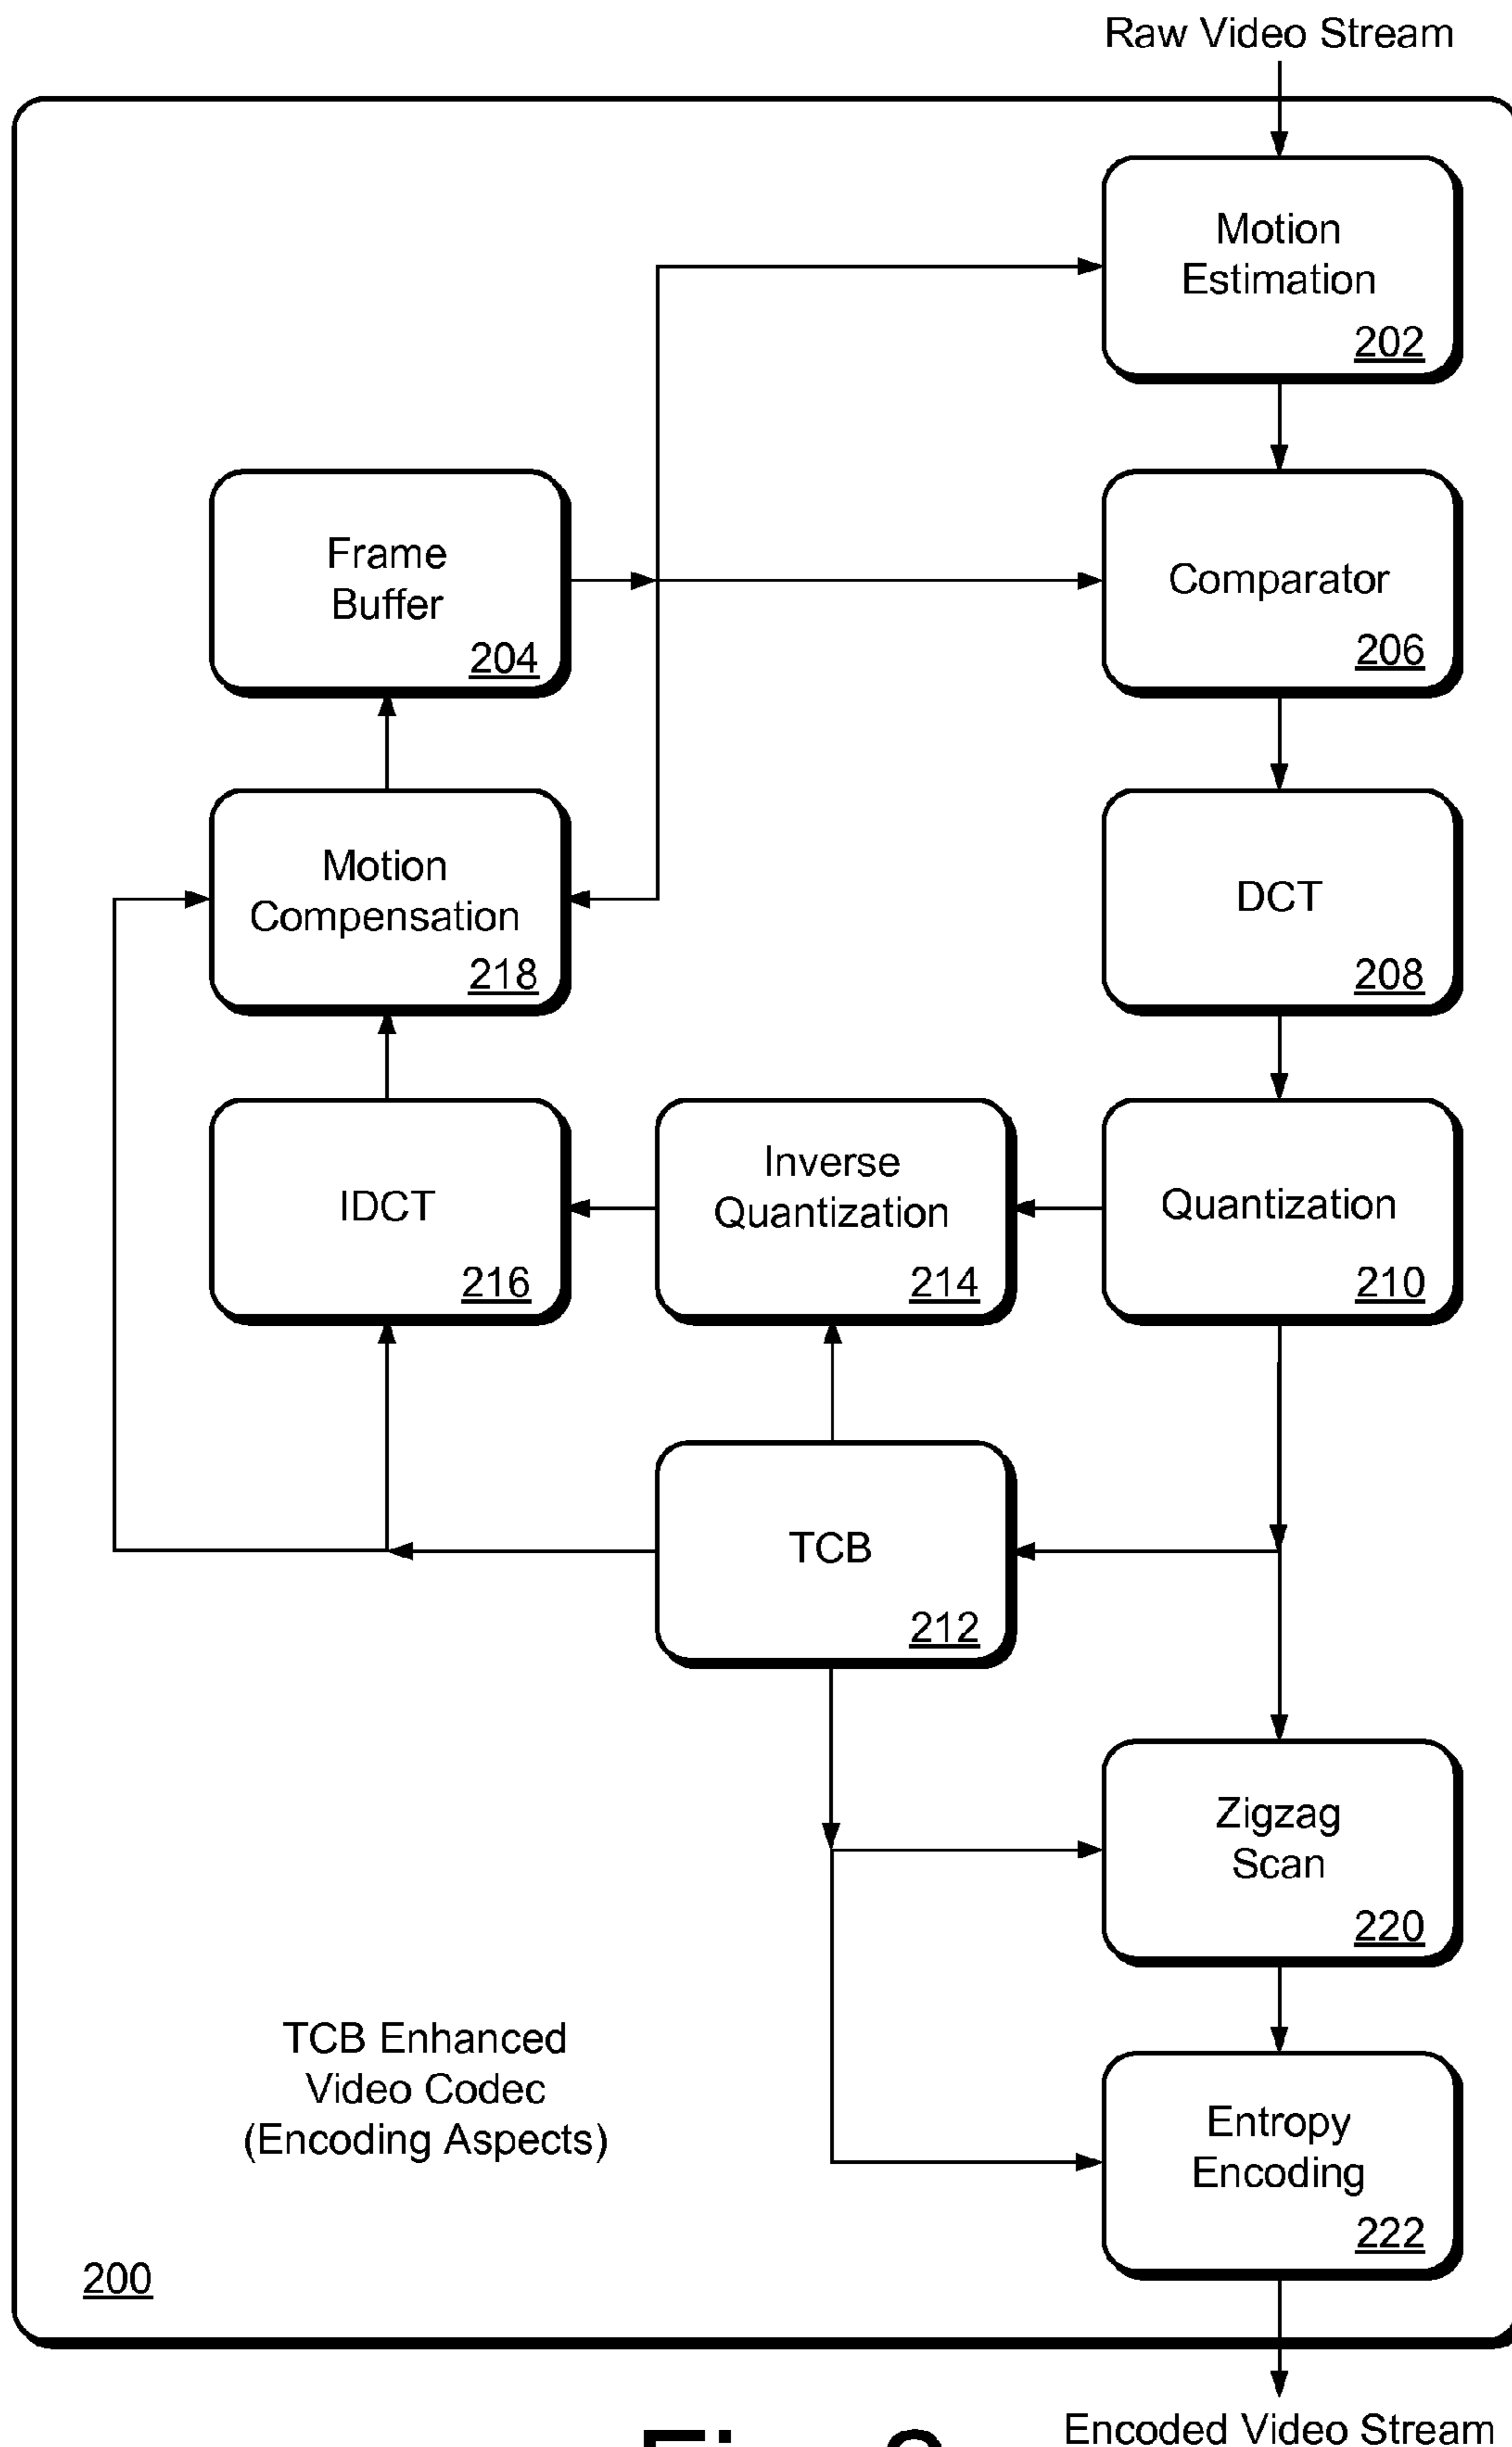 Raw Video Stream
Motion
Estimation
202
Frame
Buffer
204
Comparator
206
Motion
Compensation
218
DCT
208
IDCT
216
Inverse
Quantization
214
Quantization
210
TCB
212
Zigzag
Scan
220
TCB Enhanced
Video Codec
(Encoding Aspects)
Entropy
Encoding
222
200
Encoded Video Stream